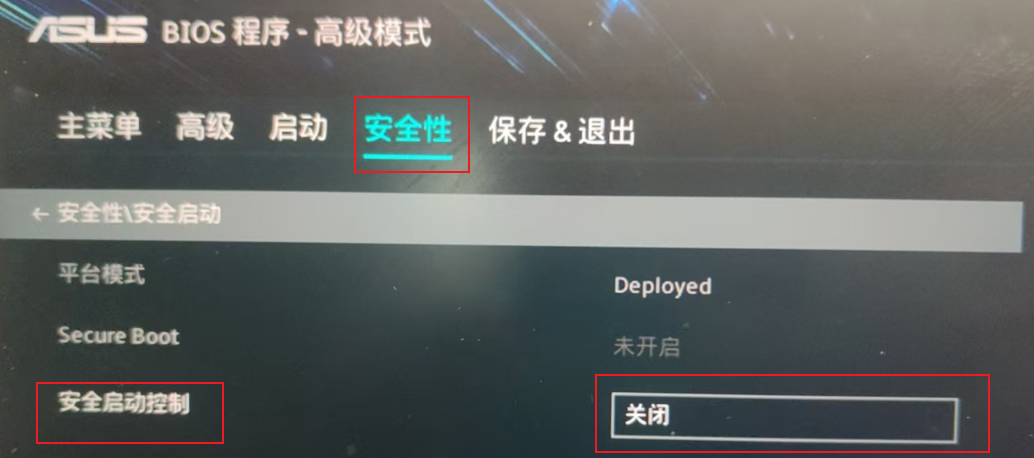 ASUS BIOS 程序 - 高级模式
主菜单 高级 启动 安全性 保存 & 退出
← 安全性\安全启动
平台模式 Deployed
Secure Boot 未开启
安全启动控制 关闭